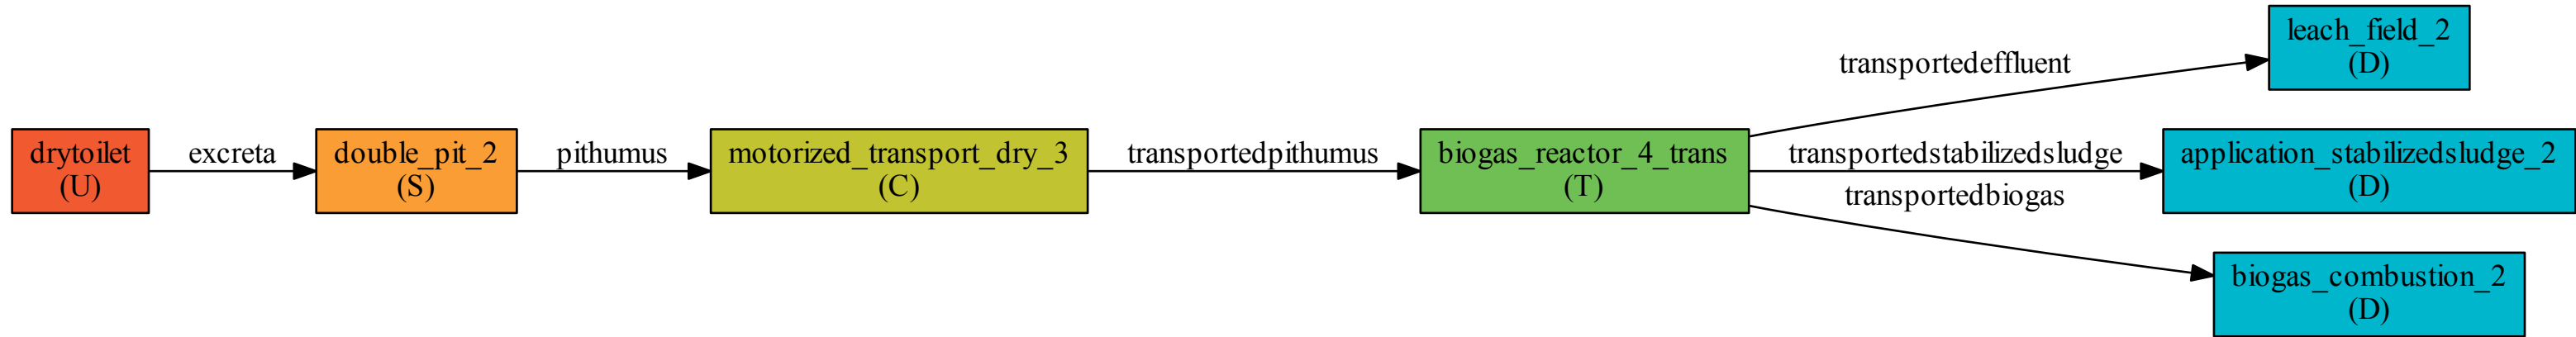 drytoilet
(U)
excreta
double_pit_2
(S)
pithumus
motorized_transport_dry_3
(C)
transportedpithumus
biogas_reactor_4_trans
(T)
transportedeffluent
leach_field_2
(D)
transportedstabilizedsludge
application_stabilizedsludge_2
(D)
transportedbiogas
biogas_combustion_2
(D)